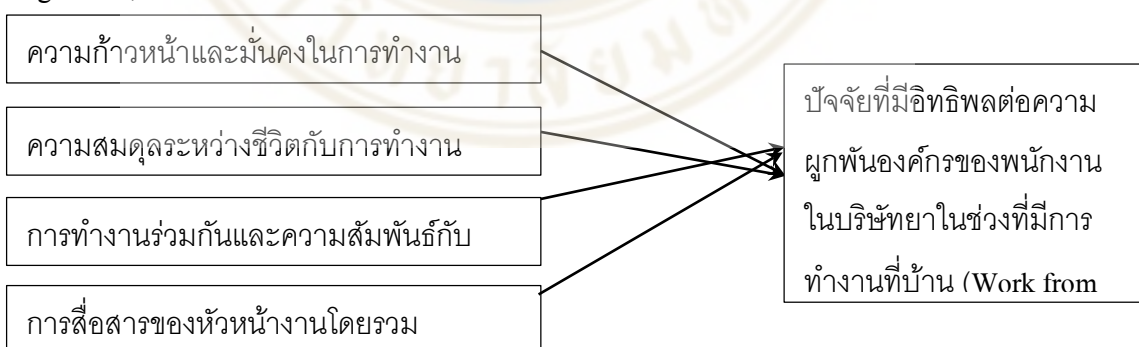 ความก้าวหน้าและมั่นคงในการทำงาน
ความสมดุลระหว่างชีวิตกับการทำงาน
การทำงานร่วมกันและความสัมพันธ์กับ
การสื่อสารของหัวหน้างานโดยรวม
ปัจจัยที่มีอิทธิพลต่อความ
ผูกพันองค์กรของพนักงาน
ในบริษัทยาในช่วงที่มีการ
ทำงานที่บ้าน (Work from